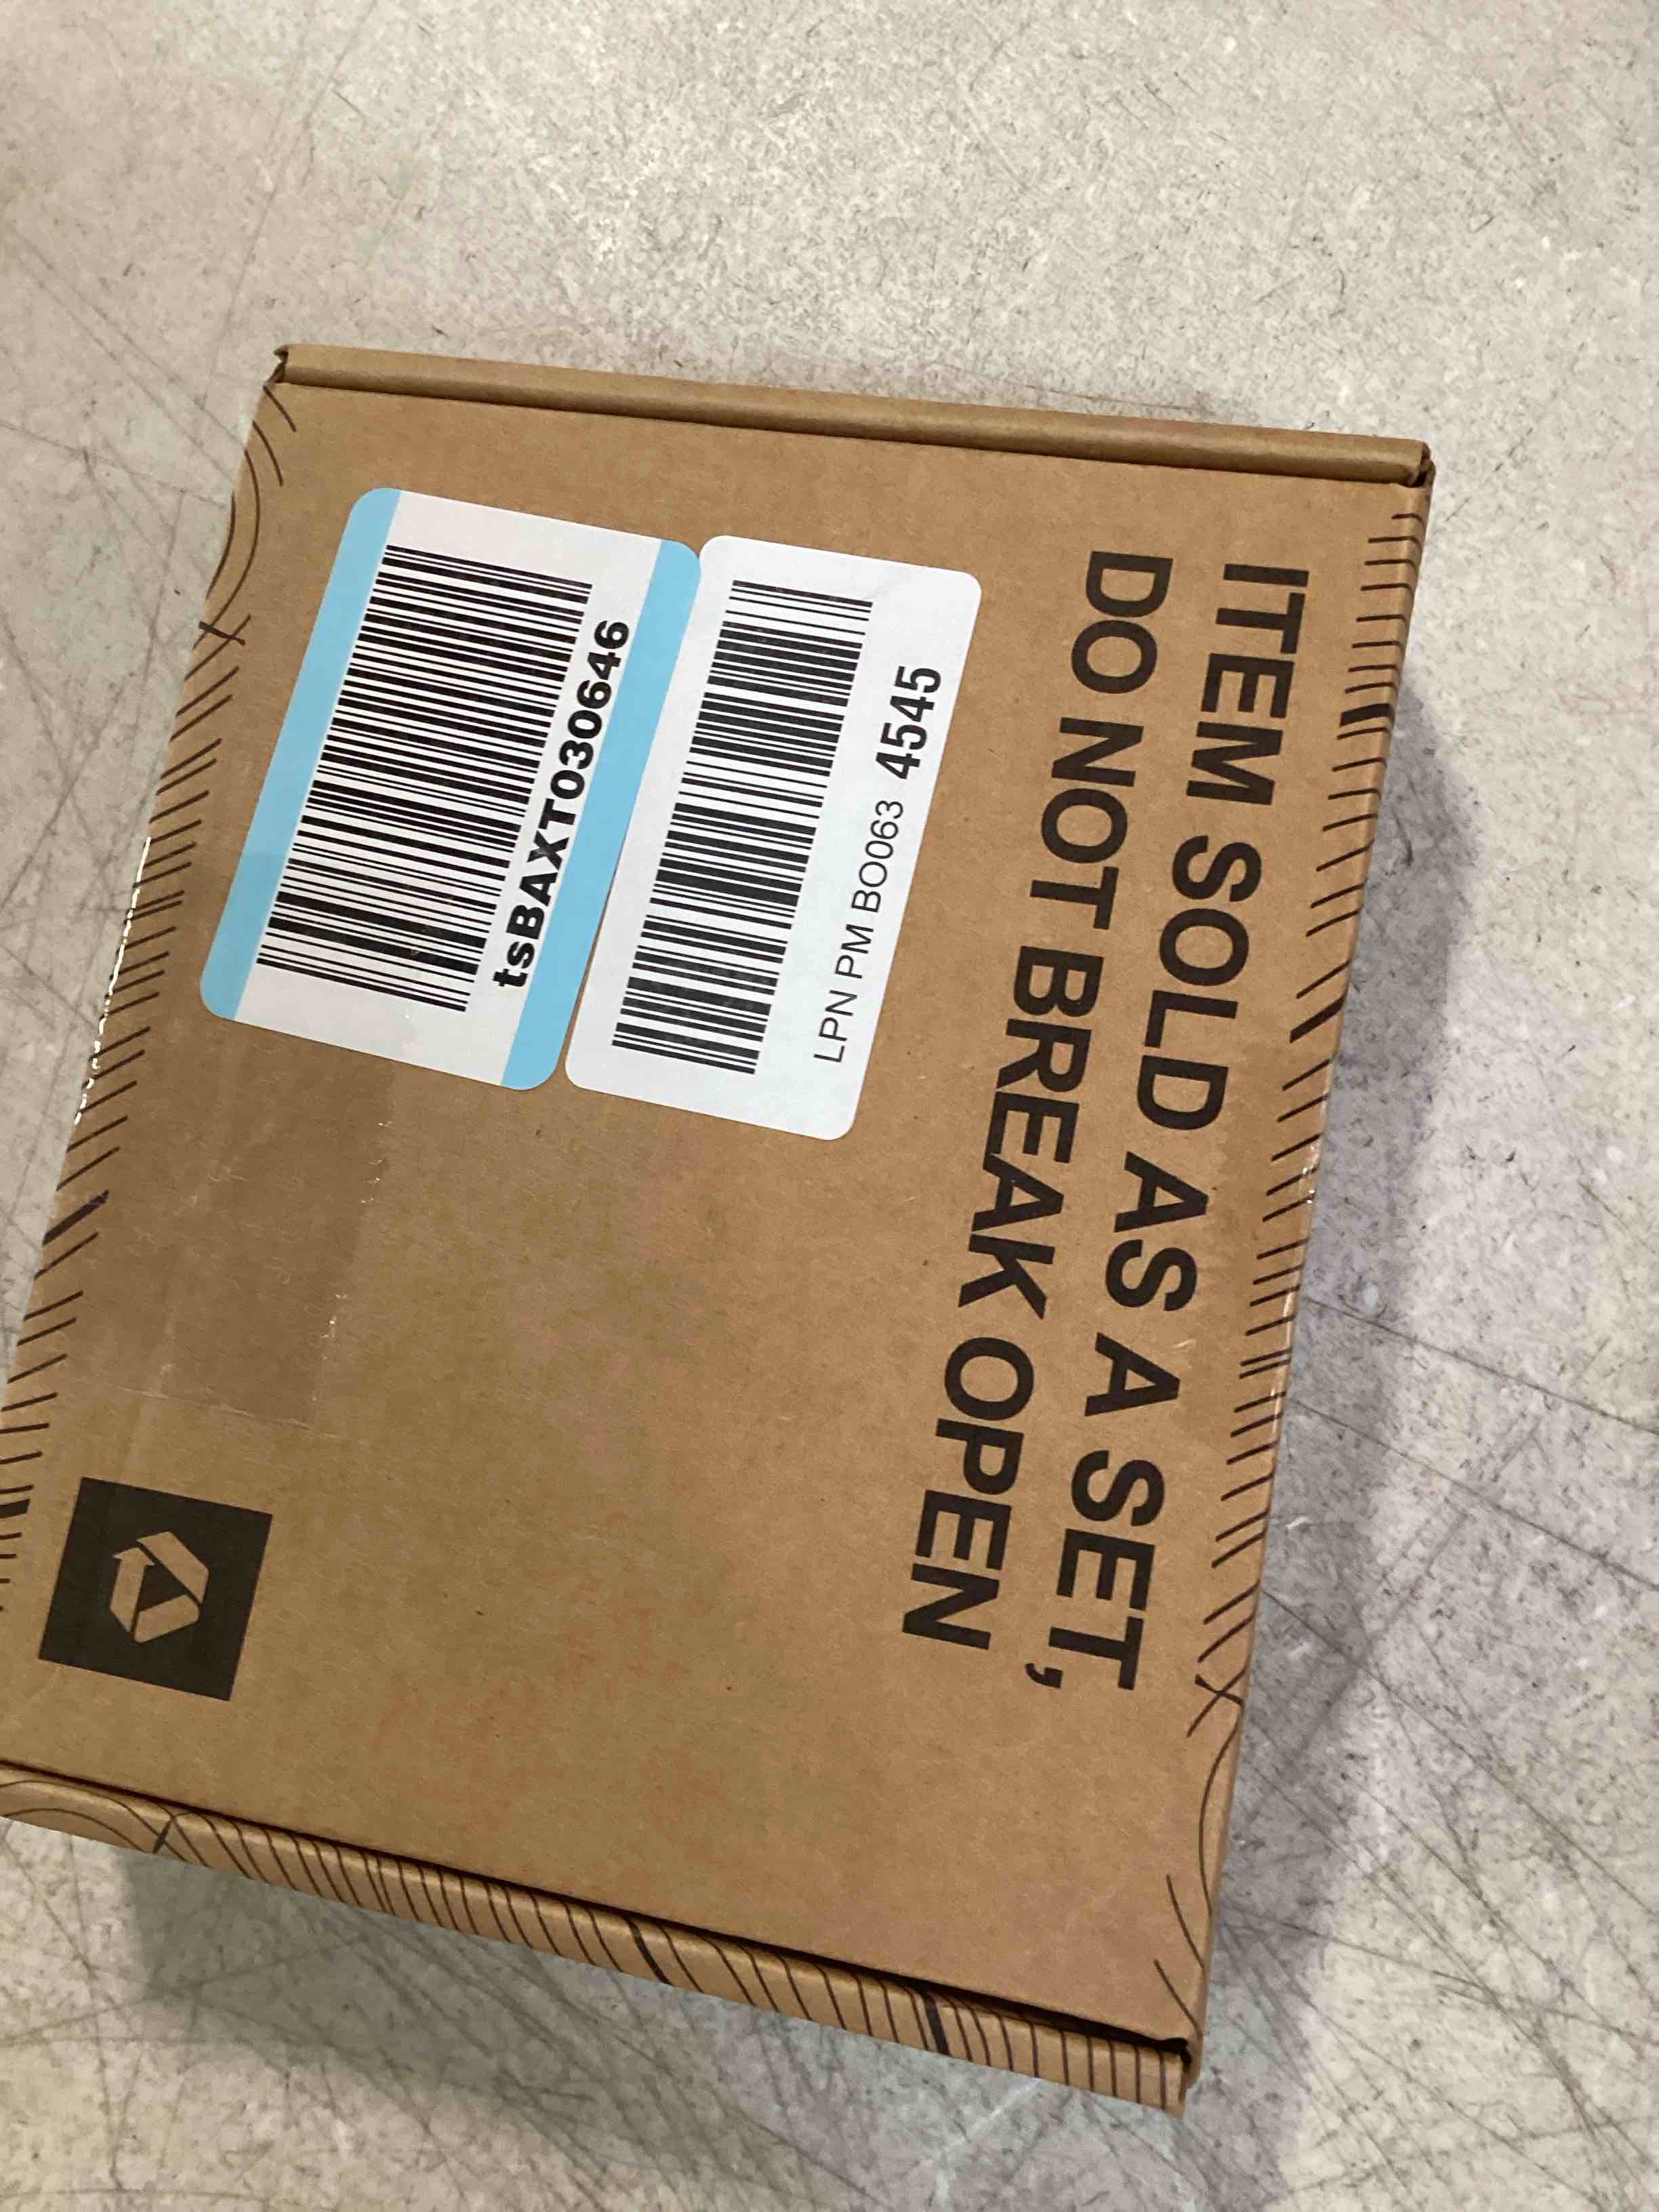 ITEM SOLD AS A SET,
DO NOT BREAK OPEN
LPN PM BO063 4545
tsBAXT030646